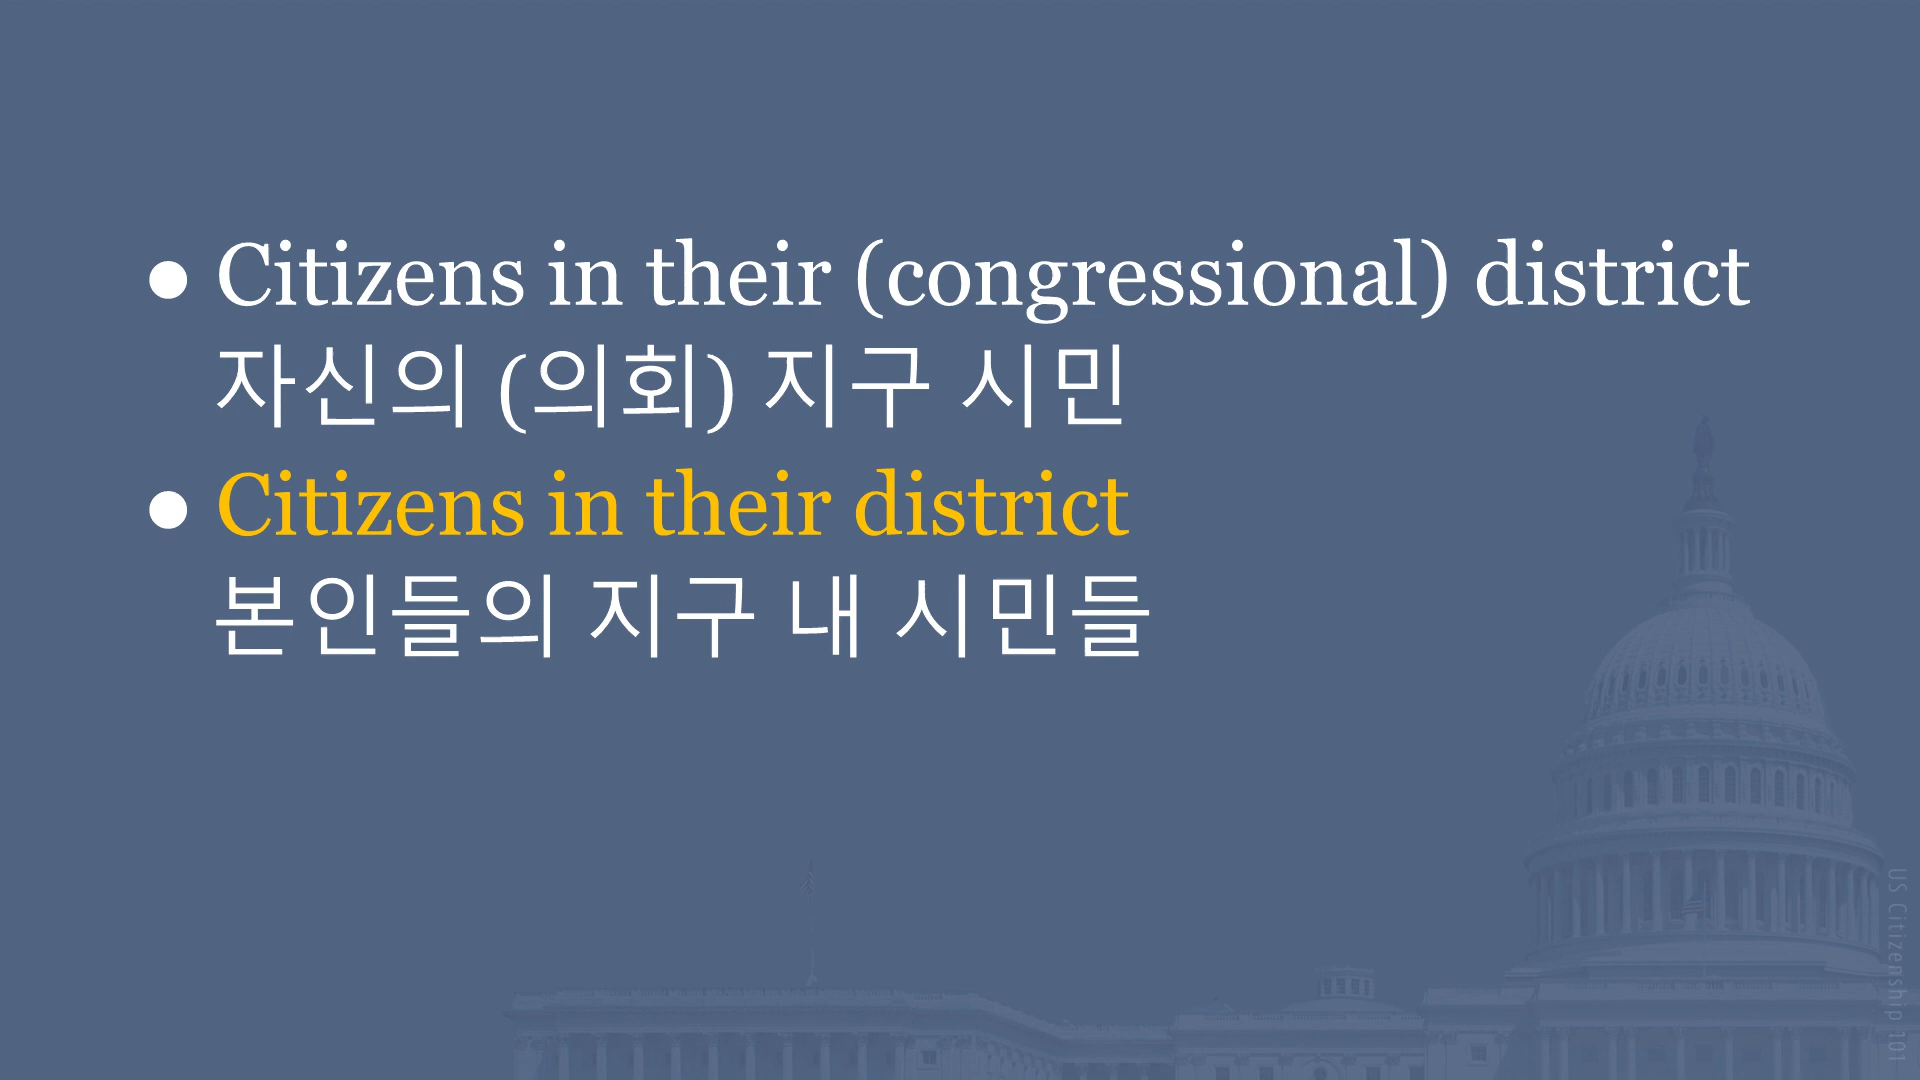 ● Citizens in their (congressional) district
자신의 (의회) 지구 시민
● Citizens in their district
본인들의 지구 내 시민들
US Citizenship 101